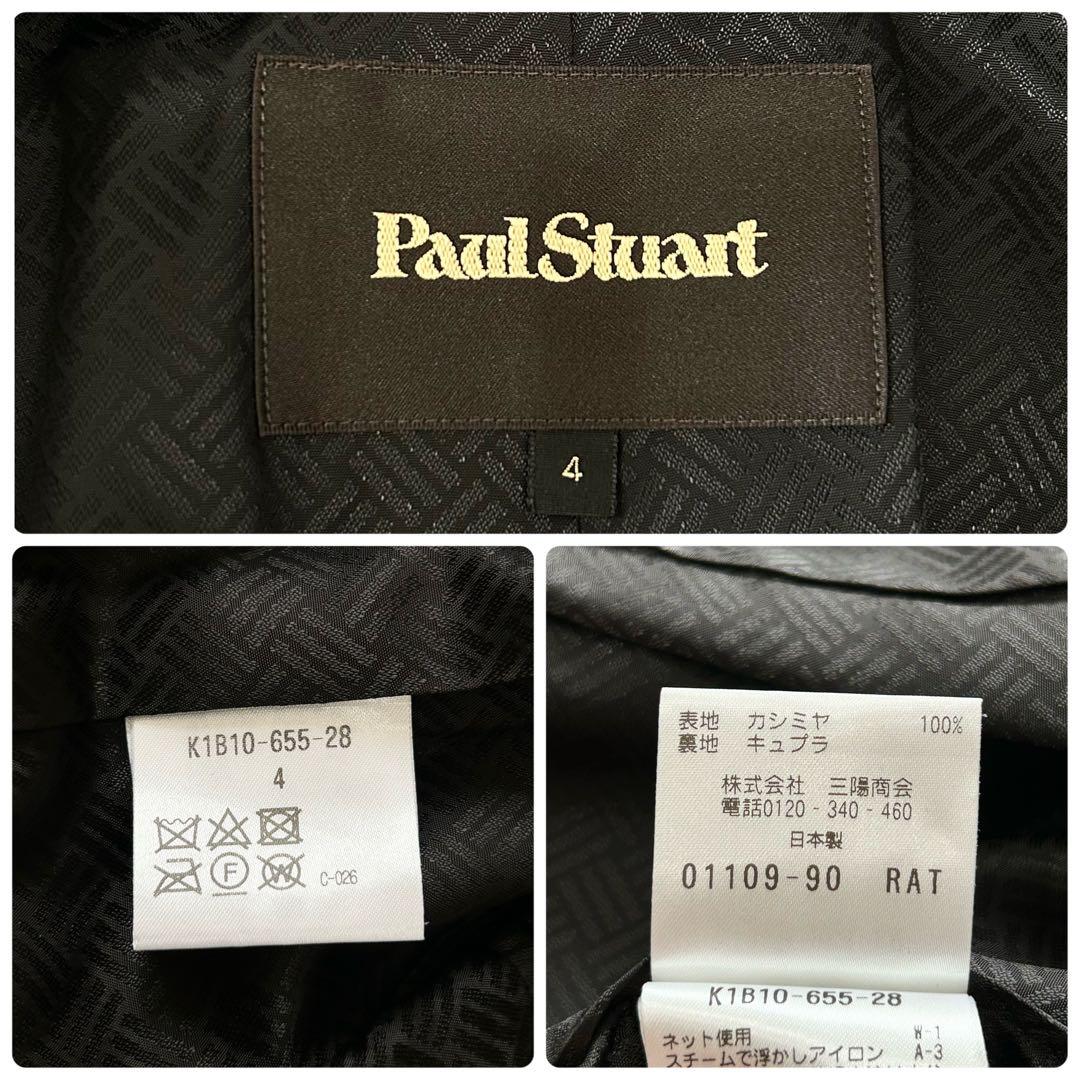 Paul Stuart
4
K1B10-655-28
4
F
W
C-026
表地 カシミヤ 100%
裏地 キュプラ
株式会社 三陽商会
電話0120-340-460
日本製
01109-90 RAT
K1B10-655-28
ネット使用 W-1
スチームで浮かしアイロン A-3